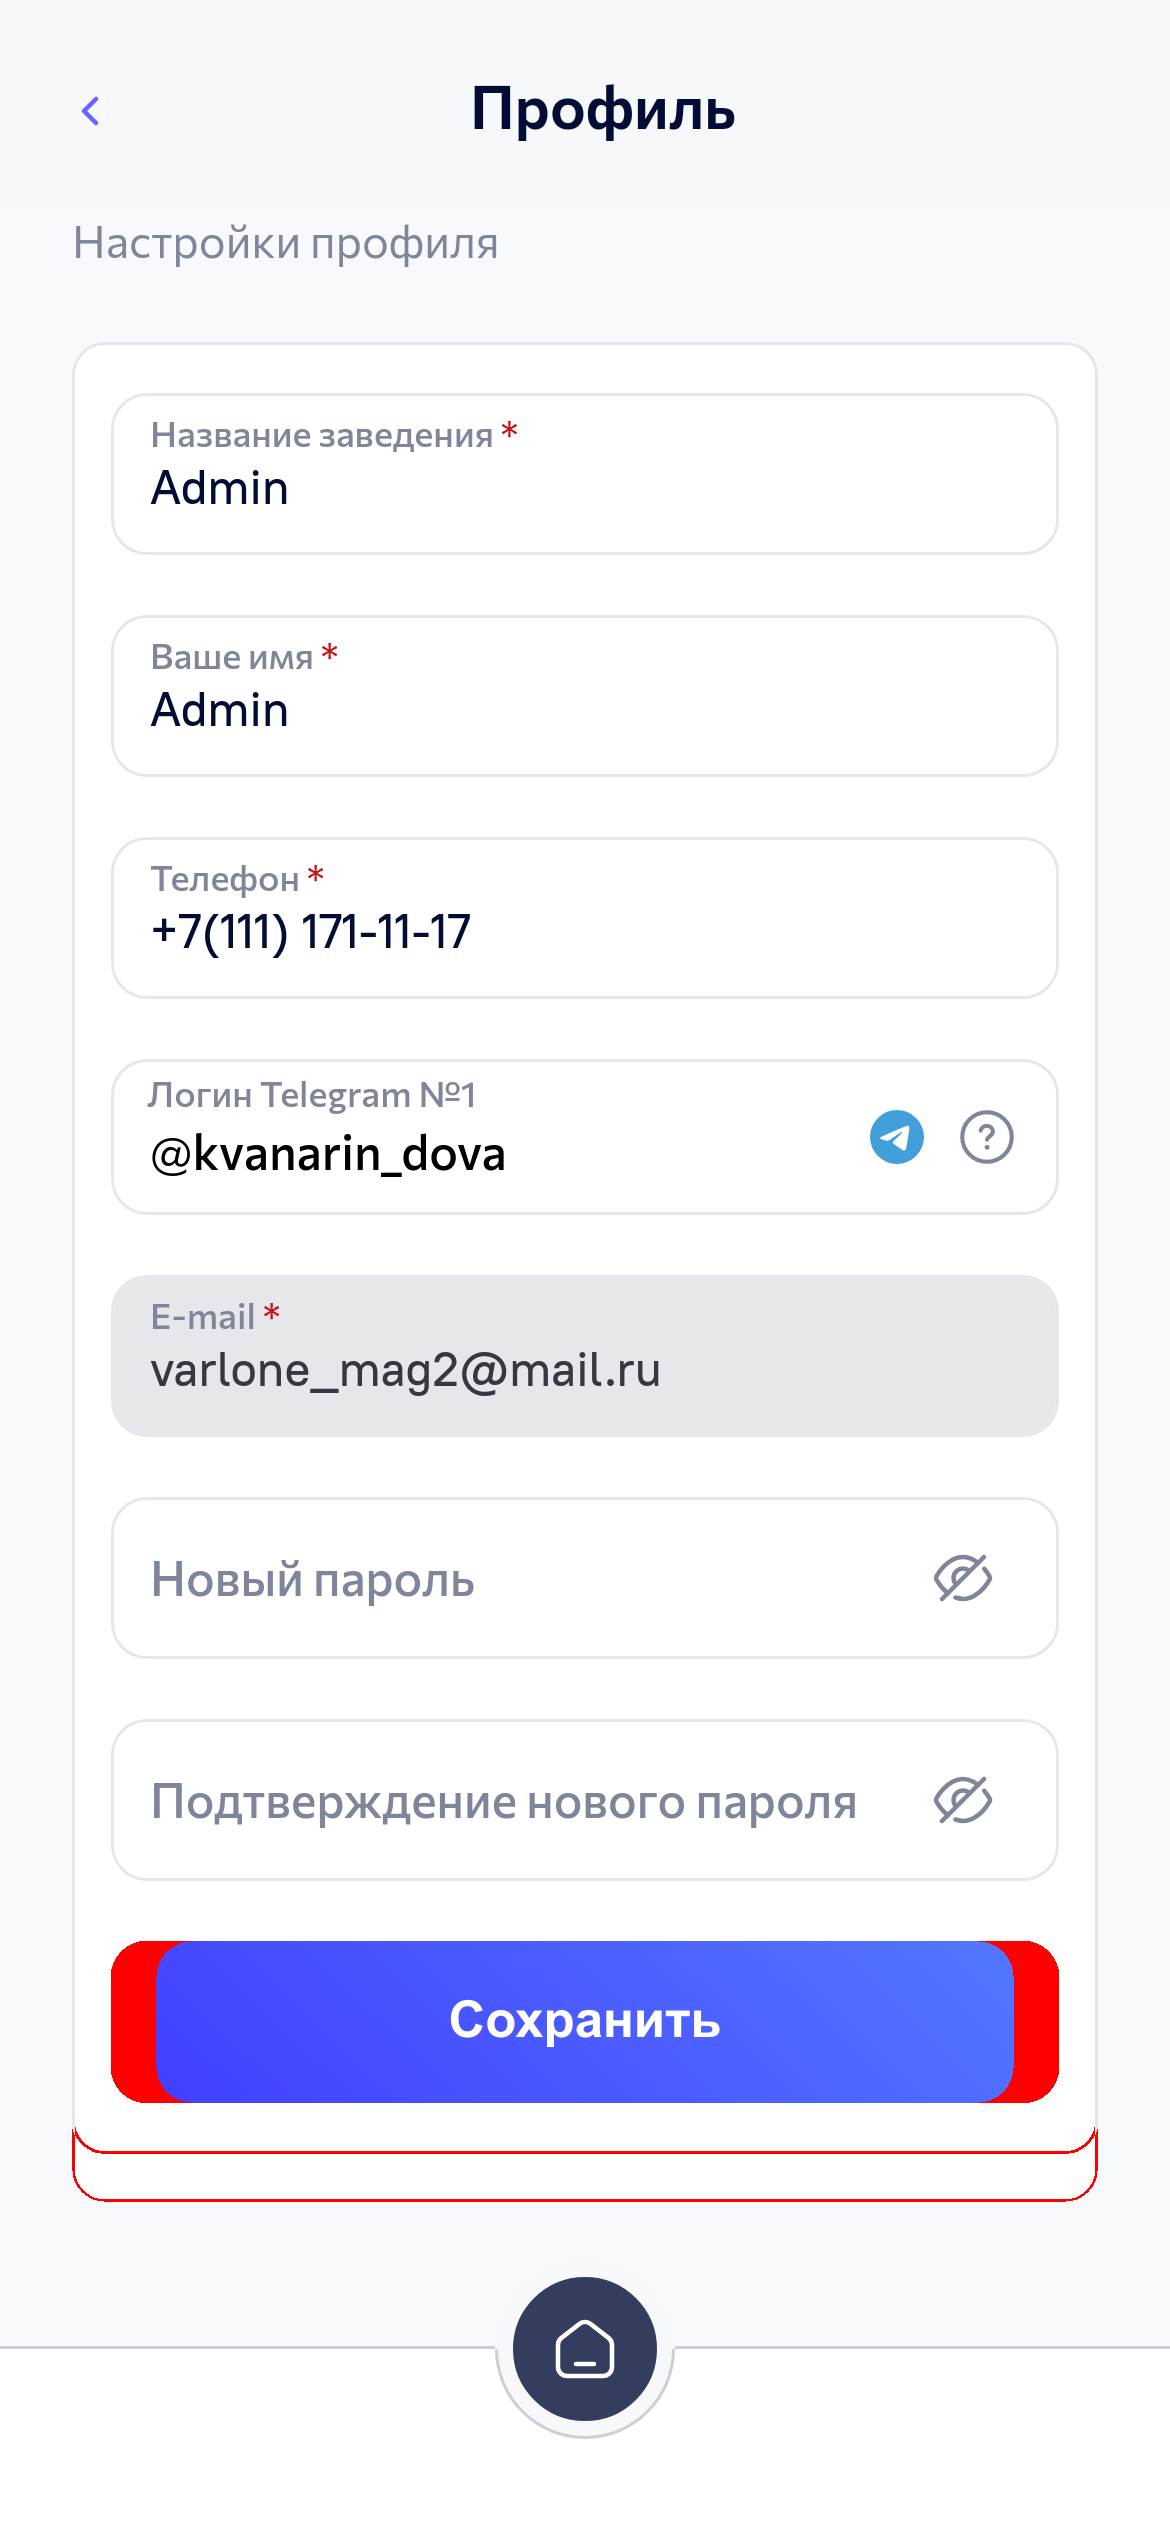 Профиль
Настройки профиля
Название заведения *
Admin
Ваше имя *
Admin
Телефон *
+7(111) 171-11-17
Логин Telegram №1
@kvanarin_dova
E-mail *
varlone_mag2@mail.ru
Новый пароль
Подтверждение нового пароля
Сохранить